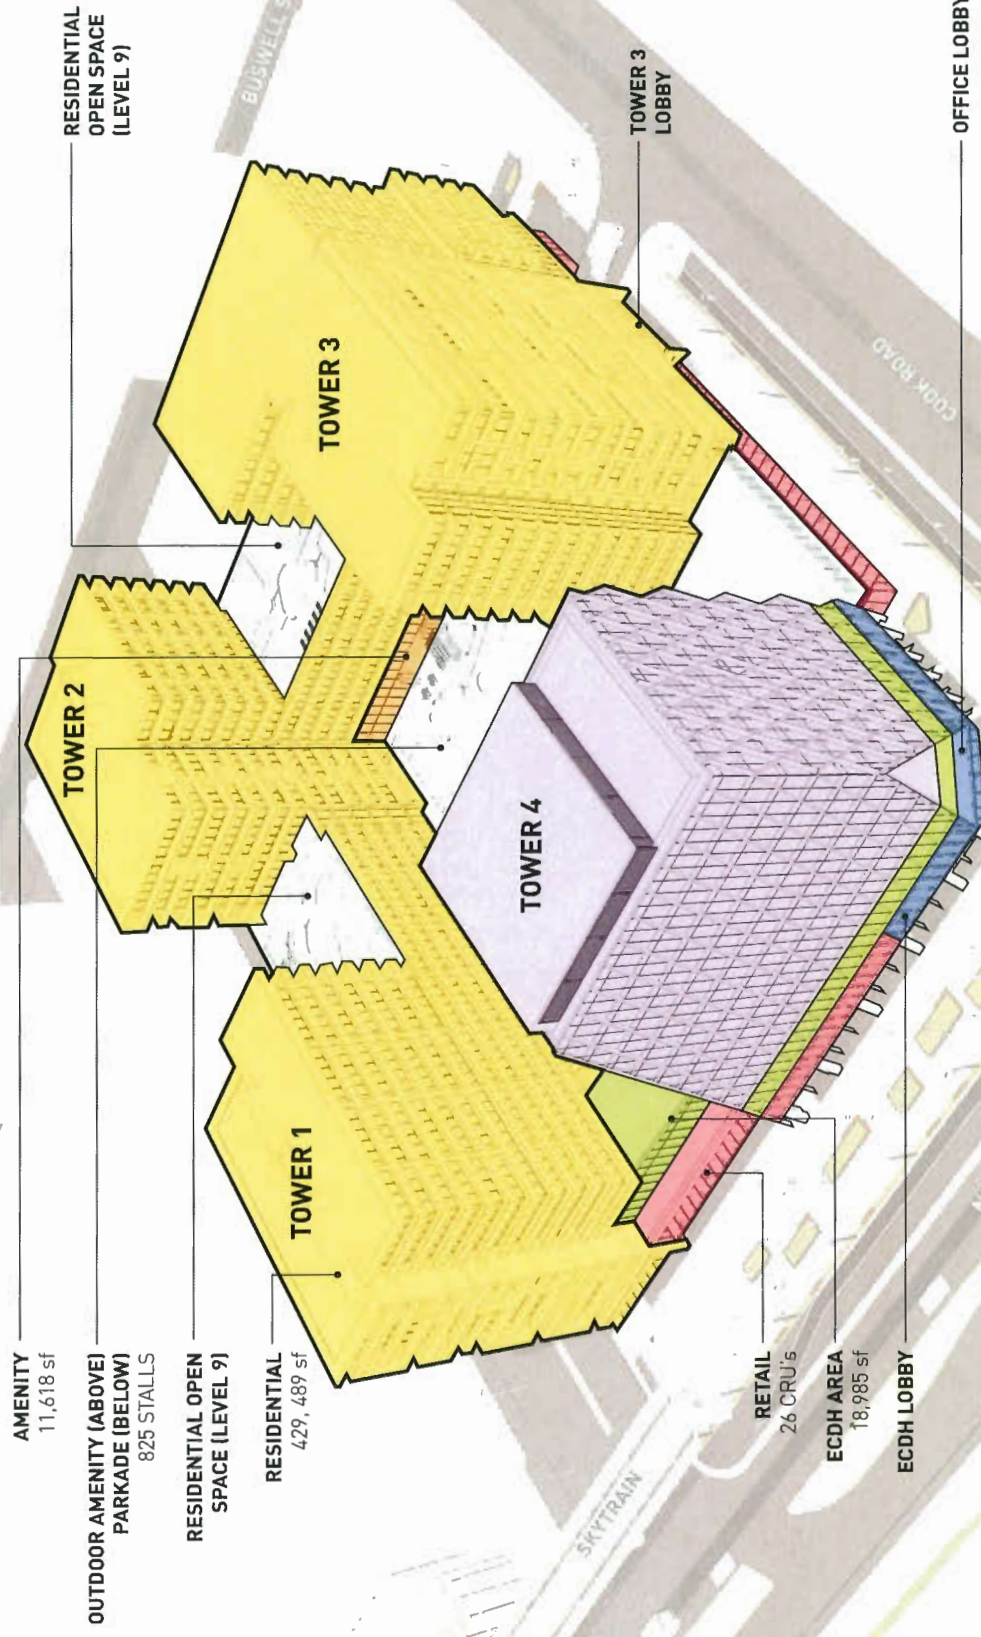 AMENITY
11,618 sf
OUTDOOR AMENITY (ABOVE)
PARKADE (BELOW)
825 STALLS
RESIDENTIAL OPEN
SPACE (LEVEL 9)
RESIDENTIAL
429, 489 sf
RETAIL
26 CRU's
ECDH AREA
18,985 sf
ECDH LOBBY
SKYTRAIN
TOWER 1
TOWER 2
TOWER 3
TOWER 4
RESIDENTIAL
OPEN SPACE
(LEVEL 9)
BUSWELL S
TOWER 3
LOBBY
COOK ROAD
OFFICE LOBBY